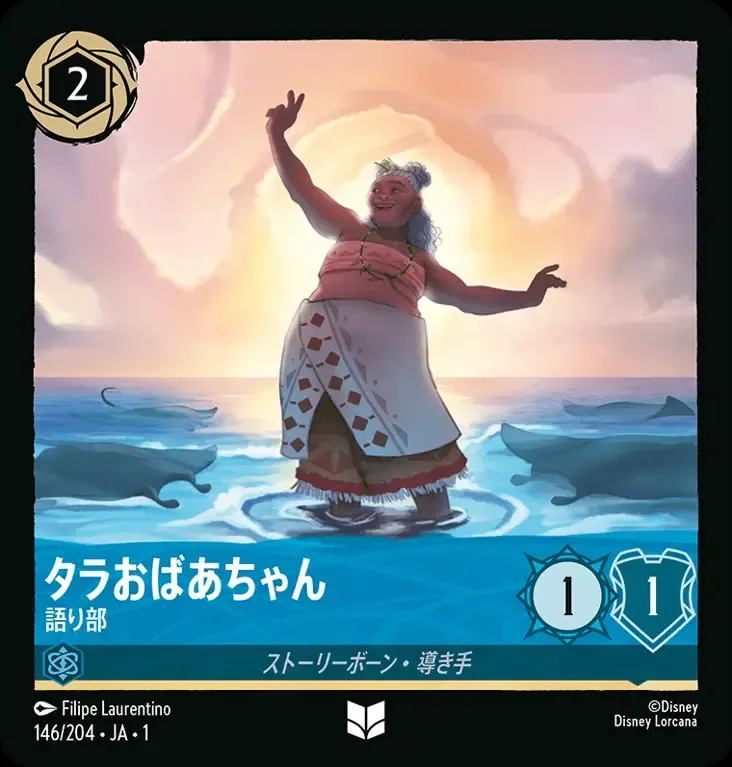 2
タラおばあちゃん
語り部
1
1
ストーリーボーン・導き手
Filipe Laurentino
146/204・JA・1
©Disney
Disney Lorcana